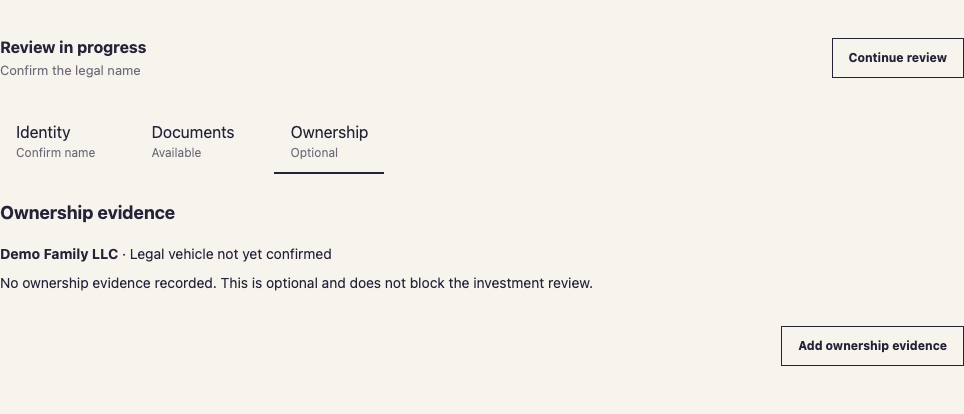 Review in progress
Confirm the legal name
Continue review
Identity
Confirm name
Documents
Available
Ownership
Optional
Ownership evidence
Demo Family LLC · Legal vehicle not yet confirmed
No ownership evidence recorded. This is optional and does not block the investment review.
Add ownership evidence